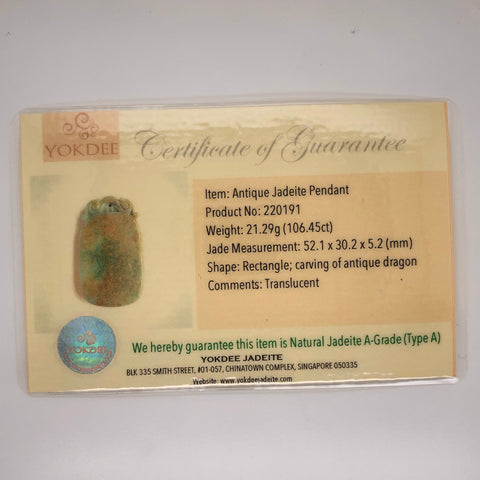 YOKDEE
Certificate of Guarantee
Item: Antique Jadeite Pendant
Product No: 220191
Weight: 21.29g (106.45ct)
Jade Measurement: 52.1 x 30.2 x 5.2 (mm)
Shape: Rectangle; carving of antique dragon
Comments: Translucent
YOKDEE
We hereby guarantee this item is Natural Jadeite A-Grade (Type A)
YOKDEE JADEITE
BLK 335 SMITH STREET, #01-057, CHINATOWN COMPLEX, SINGAPORE 050335
Website: www.yokdeejadeite.com